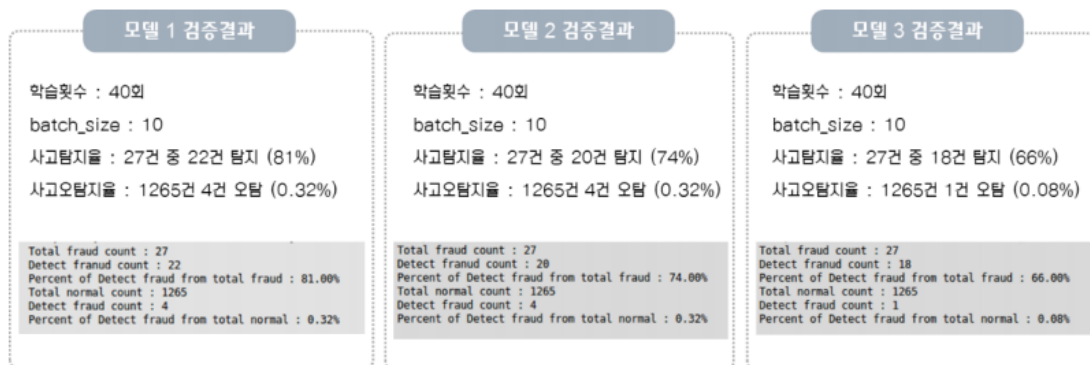 모델 1 검증결과
학습횟수 : 40회
batch_size : 10
사고탐지율 : 27건 중 22건 탐지 (81%)
사고오탐지율 : 1265건 4건 오탐 (0.32%)
Total fraud count : 27
Detect franud count : 22
Percent of Detect fraud from total fraud : 81.00%
Total normal count : 1265
Detect fraud count : 4
Percent of Detect fraud from total normal : 0.32%
모델 2 검증결과
학습횟수 : 40회
batch_size : 10
사고탐지율 : 27건 중 20건 탐지 (74%)
사고오탐지율 : 1265건 4건 오탐 (0.32%)
Total fraud count : 27
Detect franud count : 20
Percent of Detect fraud from total fraud : 74.00%
Total normal count : 1265
Detect fraud count : 4
Percent of Detect fraud from total normal : 0.32%
모델 3 검증결과
학습횟수 : 40회
batch_size : 10
사고탐지율 : 27건 중 18건 탐지 (66%)
사고오탐지율 : 1265건 1건 오탐 (0.08%)
Total fraud count : 27
Detect franud count : 18
Percent of Detect fraud from total fraud : 66.00%
Total normal count : 1265
Detect fraud count : 1
Percent of Detect fraud from total normal : 0.08%